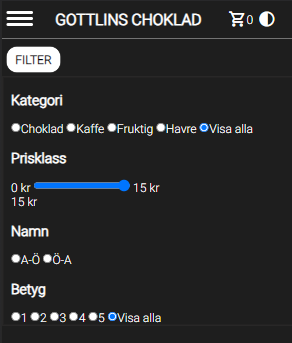 GOTTLINS CHOKLAD 0
FILTER
Kategori
Choklad Kaffe Fruktig Havre Visa alla
Prisklass
0 kr 15 kr
15 kr
Namn
A-Ö Ö-A
Betyg
1 2 3 4 5 Visa alla